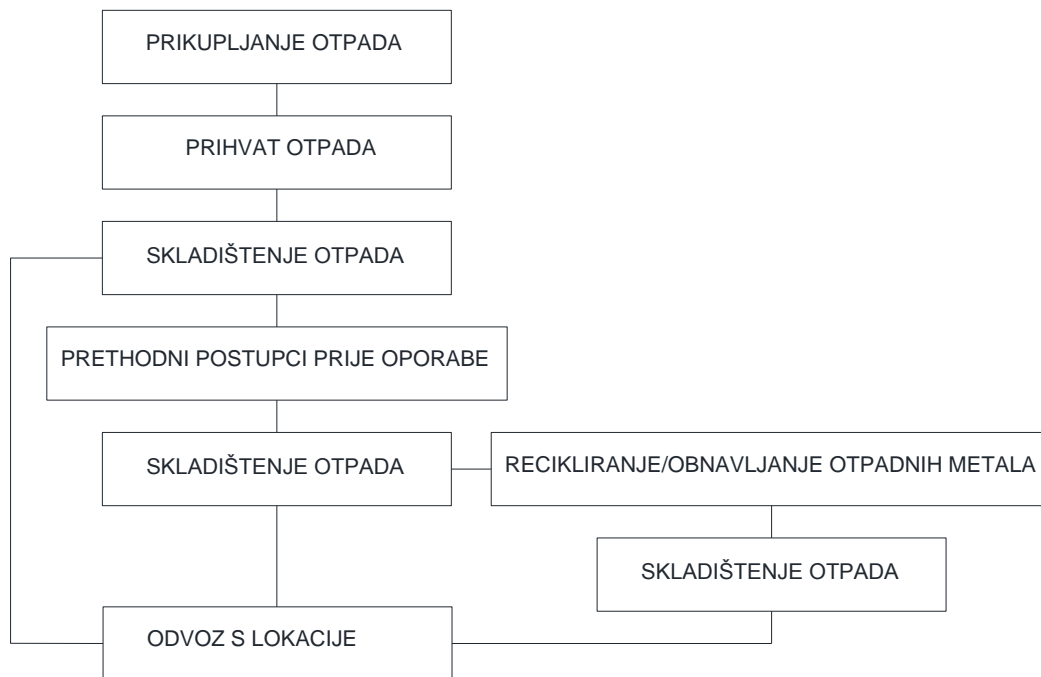 PRIKUPLJANJE OTPADA
PRIHVAT OTPADA
SKLADIŠTENJE OTPADA
PRETHODNI POSTUPCI PRIJE OPORABE
SKLADIŠTENJE OTPADA
RECIKLIRANJE/OBNAVLJANJE OTPADNIH METALA
SKLADIŠTENJE OTPADA
ODVOZ S LOKACIJE